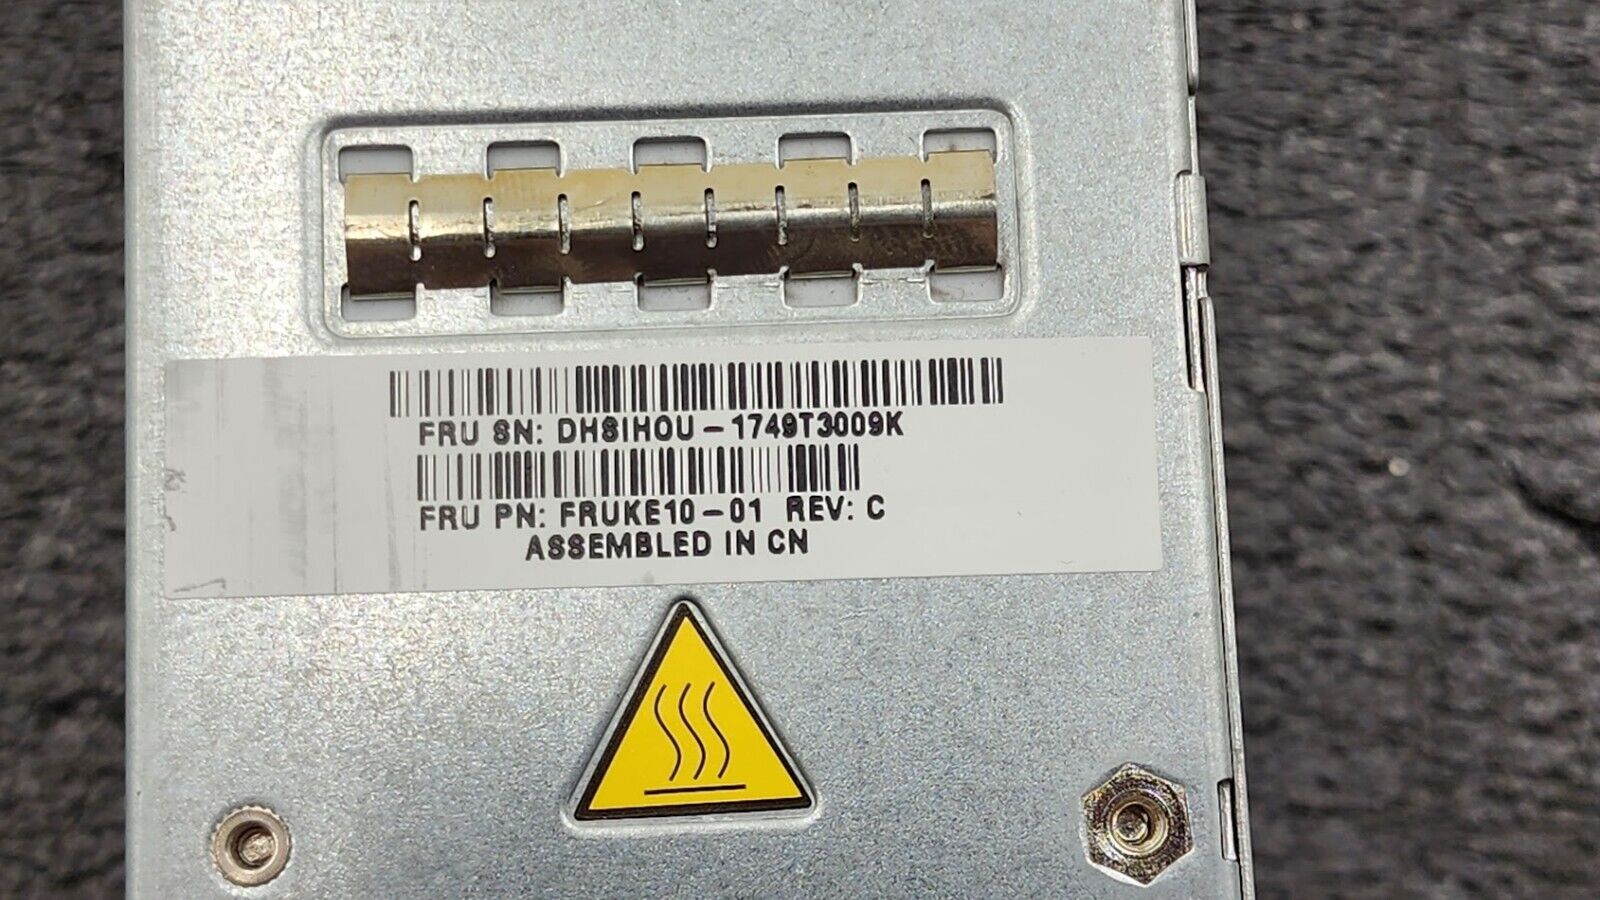 FRU SN: DHSIHOU-1749T3009K
FRU PN: FRUKE10-01 REV: C
ASSEMBLED IN CN